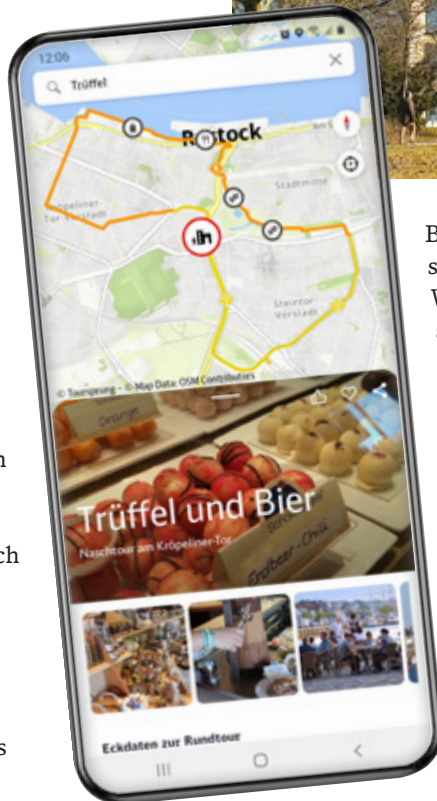 12:06
Trüffel
Rostock
Stadtmitte
Kröpeliner-
Tor-Vorstadt
Steintor-
Vorstadt
© Toursprung - © Map Data: OSM Contributors
Orange
Trüffel und Bier
Naschtour am Kröpeliner-Tor
Erdbeer-Chili
Eckdaten zur Rundtour
B
s
V
n
ch
s